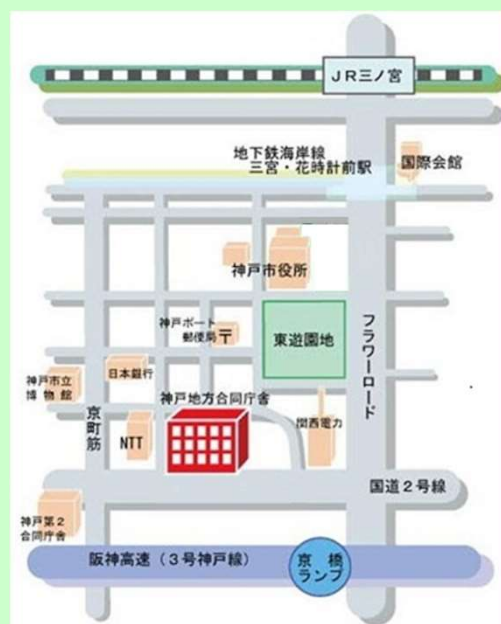 JR三ノ宮
地下鉄海岸線
三宮・花時計前駅
国際会館
神戸市役所
神戸ポート
郵便局
〒
東遊園地
フラワーロード
日本銀行
神戸市立
博物館
神戸地方合同庁舎
京町筋
NTT
関西電力
国道2号線
神戸第2
合同庁舎
阪神高速（3号神戸線）
京橋
ランプ